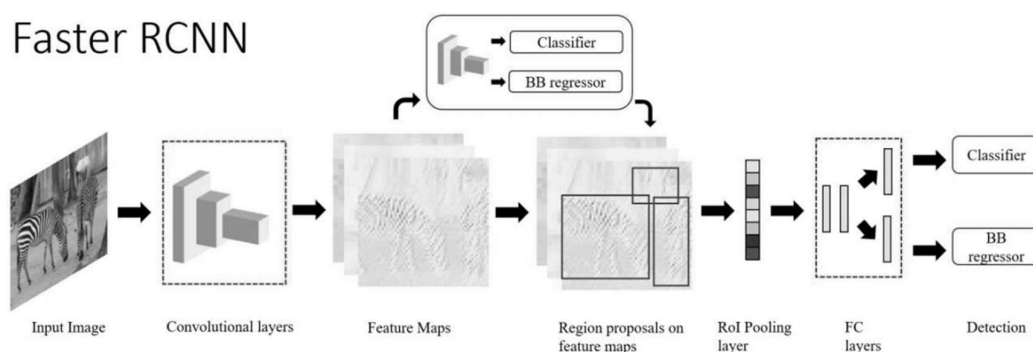 Faster RCNN
Classifier
BB regressor
Classifier
BB
regressor
Input Image
Convolutional layers
Feature Maps
Region proposals on
feature maps
RoI Pooling
layer
FC
layers
Detection